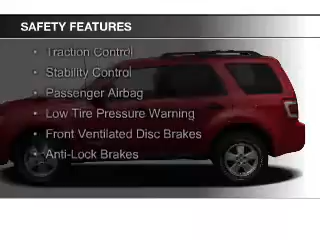 SAFETY FEATURES
• Traction Control
• Stability Control
• Passenger Airbag
• Low Tire Pressure Warning
• Front Ventilated Disc Brakes
• Anti-Lock Brakes